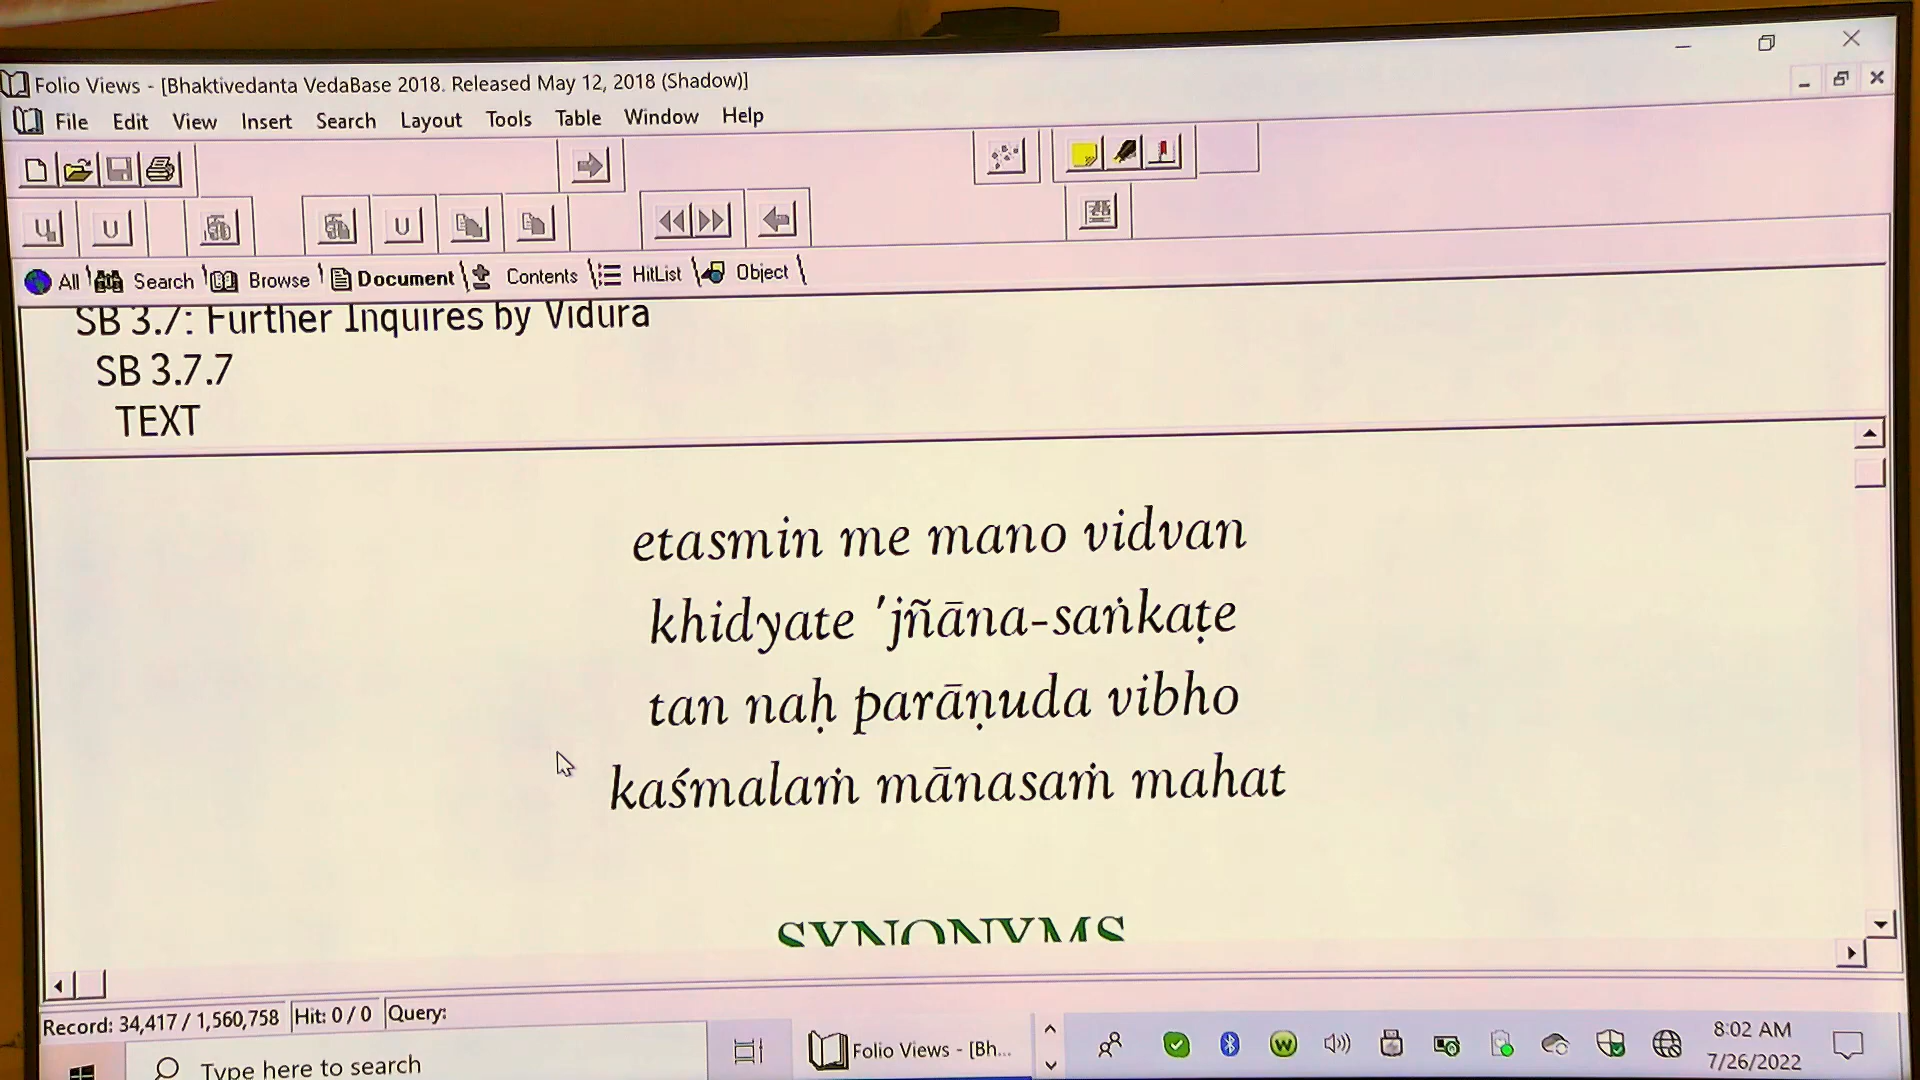 Folio Views - [Bhaktivedanta VedaBase 2018. Released May 12, 2018 (Shadow)]
File Edit View Insert Search Layout Tools Table Window Help
All Search Browse Document Contents HitList Object
SB 3.7: Further Inquires by Vidura
SB 3.7.7
TEXT
etasmin me mano vidvan
khidyate 'jñāna-saṅkaṭe
tan naḥ parāṇuda vibho
kaśmalaṁ mānasaṁ mahat
SYNONYMS
Record: 34,417 / 1,560,758 Hit: 0 / 0 Query:
Type here to search
Folio Views - [Bh...
8:02 AM
7/26/2022